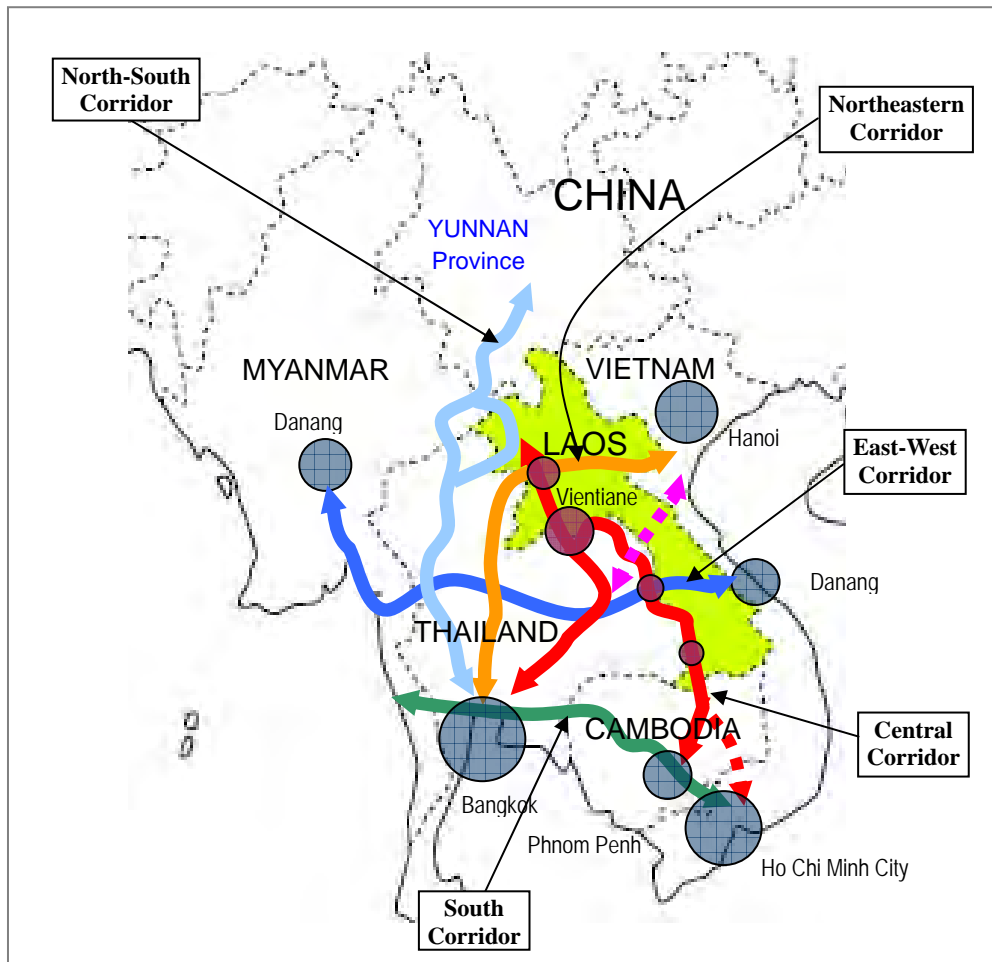 North-South
Corridor
Northeastern
Corridor
CHINA
YUNNAN
Province
MYANMAR
VIETNAM
Danang
Hanoi
LAOS
East-West
Corridor
Vientiane
Danang
THAILAND
CAMBODIA
Central
Corridor
Bangkok
Phnom Penh
Ho Chi Minh City
South
Corridor